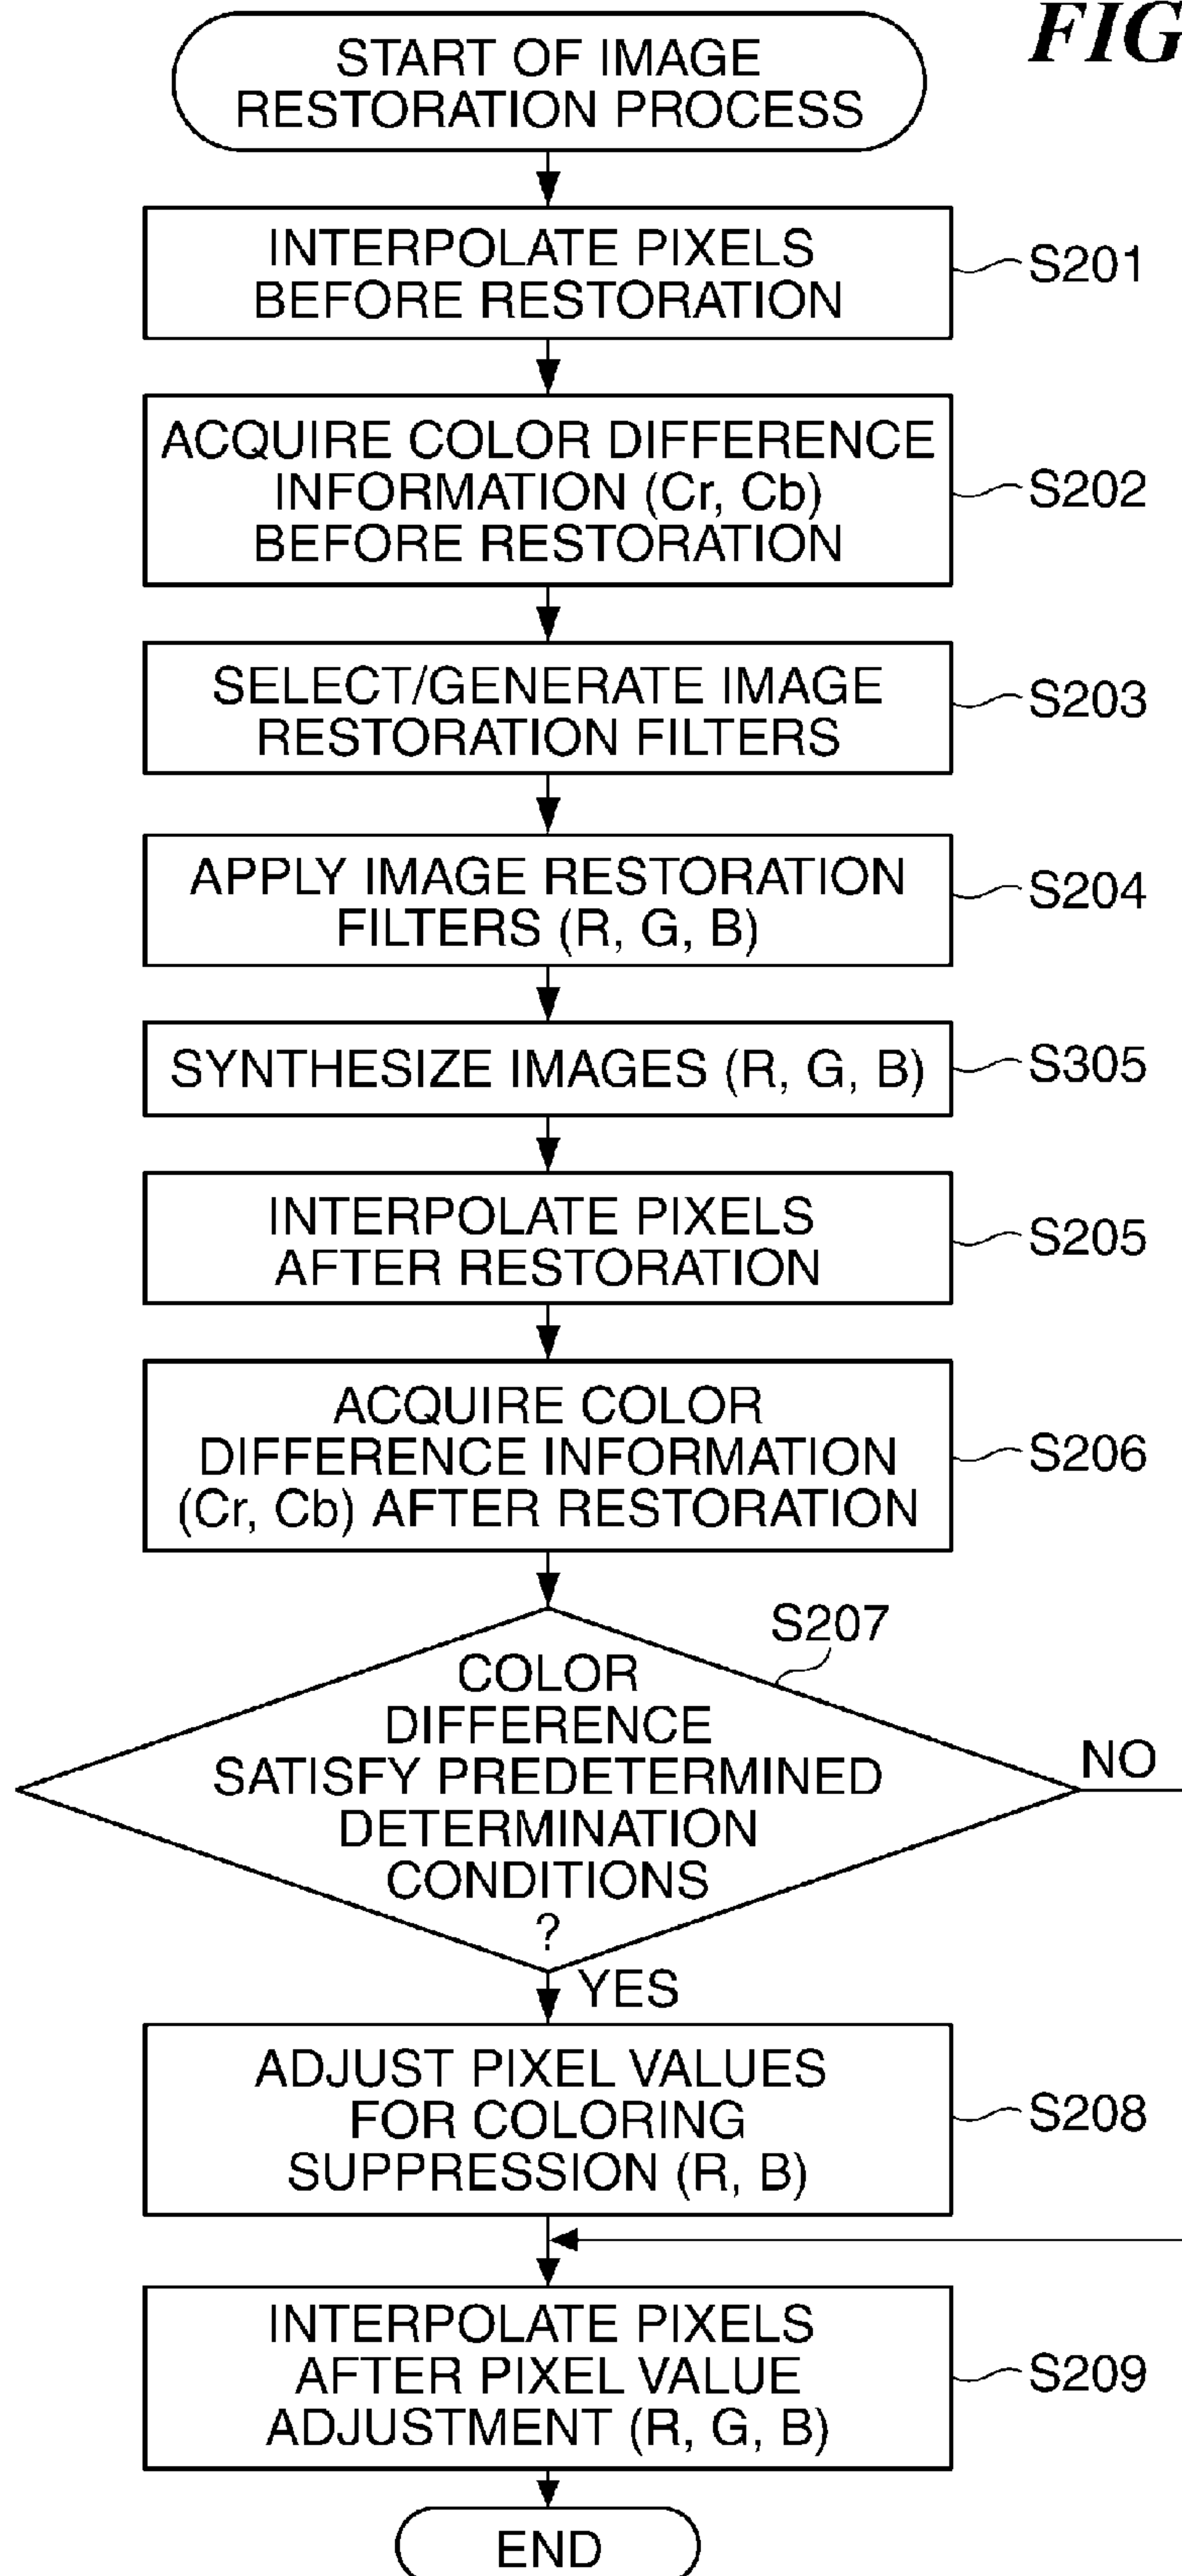 FIG
START OF IMAGE
RESTORATION PROCESS
INTERPOLATE PIXELS
BEFORE RESTORATION
S201
ACQUIRE COLOR DIFFERENCE
INFORMATION (Cr, Cb)
BEFORE RESTORATION
S202
SELECT/GENERATE IMAGE
RESTORATION FILTERS
S203
APPLY IMAGE RESTORATION
FILTERS (R, G, B)
S204
SYNTHESIZE IMAGES (R, G, B)
S305
INTERPOLATE PIXELS
AFTER RESTORATION
S205
ACQUIRE COLOR
DIFFERENCE INFORMATION
(Cr, Cb) AFTER RESTORATION
S206
S207
COLOR
DIFFERENCE
SATISFY PREDETERMINED
DETERMINATION
CONDITIONS
?
NO
YES
ADJUST PIXEL VALUES
FOR COLORING
SUPPRESSION (R, B)
S208
INTERPOLATE PIXELS
AFTER PIXEL VALUE
ADJUSTMENT (R, G, B)
S209
END